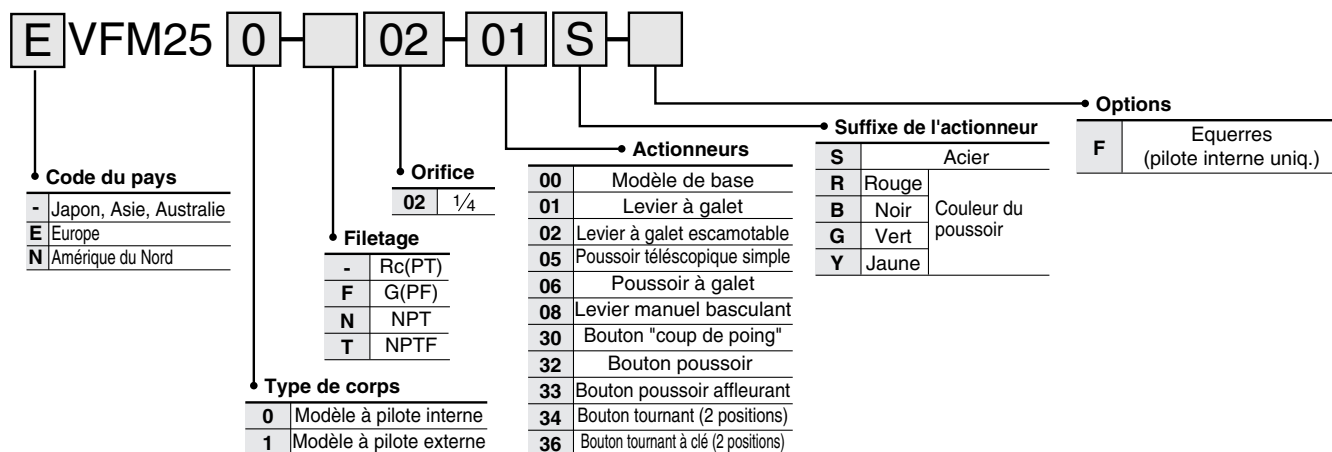 E VFM25 0 - 02 - 01 S -
Code du pays
- Japon, Asie, Australie
E Europe
N Amérique du Nord
Type de corps
0 Modèle à pilote interne
1 Modèle à pilote externe
Filetage
- Rc(PT)
F G(PF)
N NPT
T NPTF
Orifice
02 1⁄4
Actionneurs
00 Modèle de base
01 Levier à galet
02 Levier à galet escamotable
05 Poussoir téléscopique simple
06 Poussoir à galet
08 Levier manuel basculant
30 Bouton "coup de poing"
32 Bouton poussoir
33 Bouton poussoir affleurant
34 Bouton tournant (2 positions)
36 Bouton tournant à clé (2 positions)
Suffixe de l'actionneur
S Acier
R Rouge
B Noir
G Vert
Y Jaune
Couleur du
poussoir
Options
F Equerres
(pilote interne uniq.)